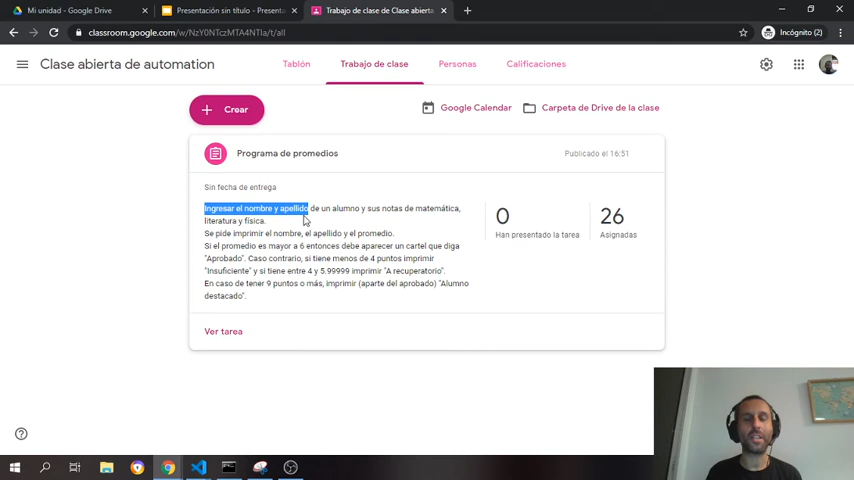 Mi unidad - Google Drive
Presentación sin título - Presenta
Trabajo de clase de Clase abierta
classroom.google.com/w/NzY0NTczMTA4NTIa/t/all
Incógnito (2)
Clase abierta de automation
Tablón
Trabajo de clase
Personas
Calificaciones
Crear
Google Calendar
Carpeta de Drive de la clase
Programa de promedios
Publicado el 16:51
Sin fecha de entrega
Ingresar el nombre y apellido de un alumno y sus notas de matemática,
literatura y física.
Se pide imprimir el nombre, el apellido y el promedio.
Si el promedio es mayor a 6 entonces debe aparecer un cartel que diga
"Aprobado". Caso contrario, si tiene menos de 4 puntos imprimir
"Insuficiente" y si tiene entre 4 y 5.99999 imprimir "A recuperatorio".
En caso de tener 9 puntos o más, imprimir (aparte del aprobado) "Alumno
destacado".
0
Han presentado la tarea
26
Asignadas
Ver tarea